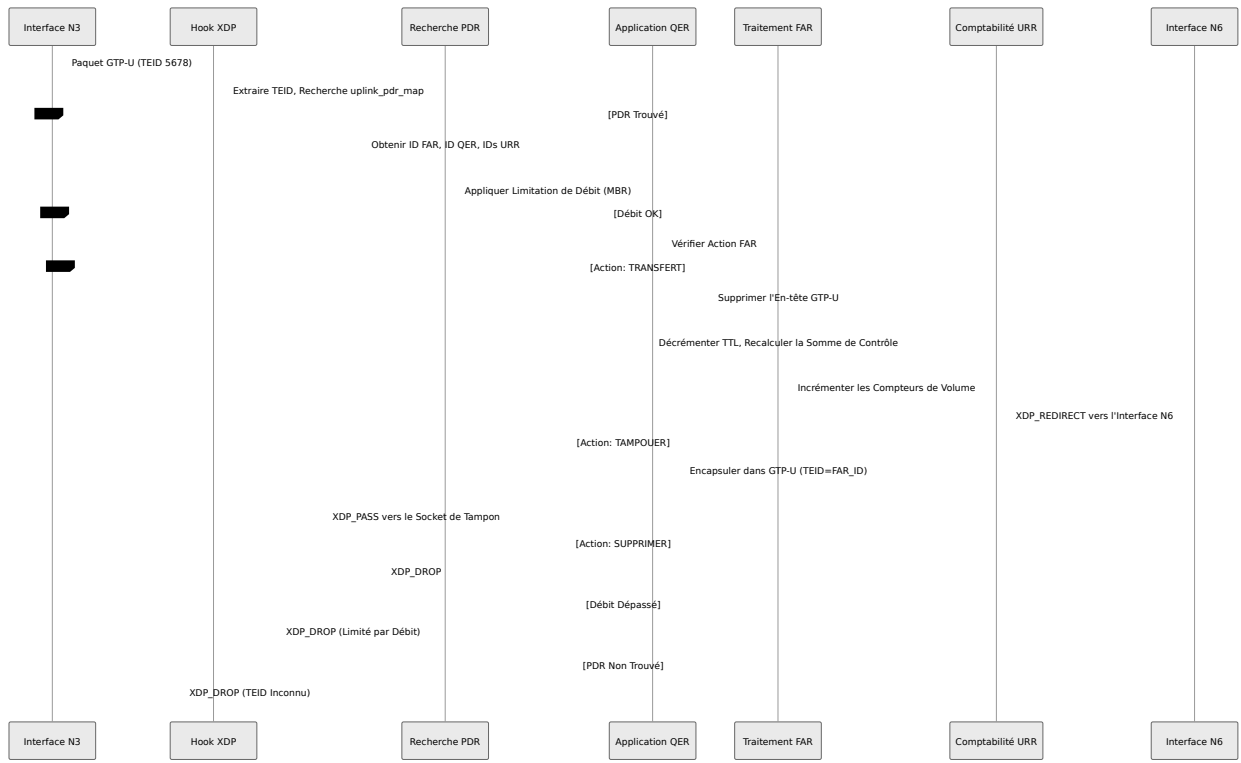 Interface N3
Hook XDP
Recherche PDR
Application QER
Traitement FAR
Comptabilité URR
Interface N6
Paquet GTP-U (TEID 5678)
Extraire TEID, Recherche uplink_pdr_map
[PDR Trouvé]
Obtenir ID FAR, ID QER, IDs URR
Appliquer Limitation de Débit (MBR)
[Débit OK]
Vérifier Action FAR
[Action: TRANSFERT]
Supprimer l'En-tête GTP-U
Décrémenter TTL, Recalculer la Somme de Contrôle
Incrémenter les Compteurs de Volume
XDP_REDIRECT vers l'Interface N6
[Action: TAMPOUER]
Encapsuler dans GTP-U (TEID=FAR_ID)
XDP_PASS vers le Socket de Tampon
[Action: SUPPRIMER]
XDP_DROP
[Débit Dépassé]
XDP_DROP (Limité par Débit)
[PDR Non Trouvé]
XDP_DROP (TEID Inconnu)
Interface N3
Hook XDP
Recherche PDR
Application QER
Traitement FAR
Comptabilité URR
Interface N6